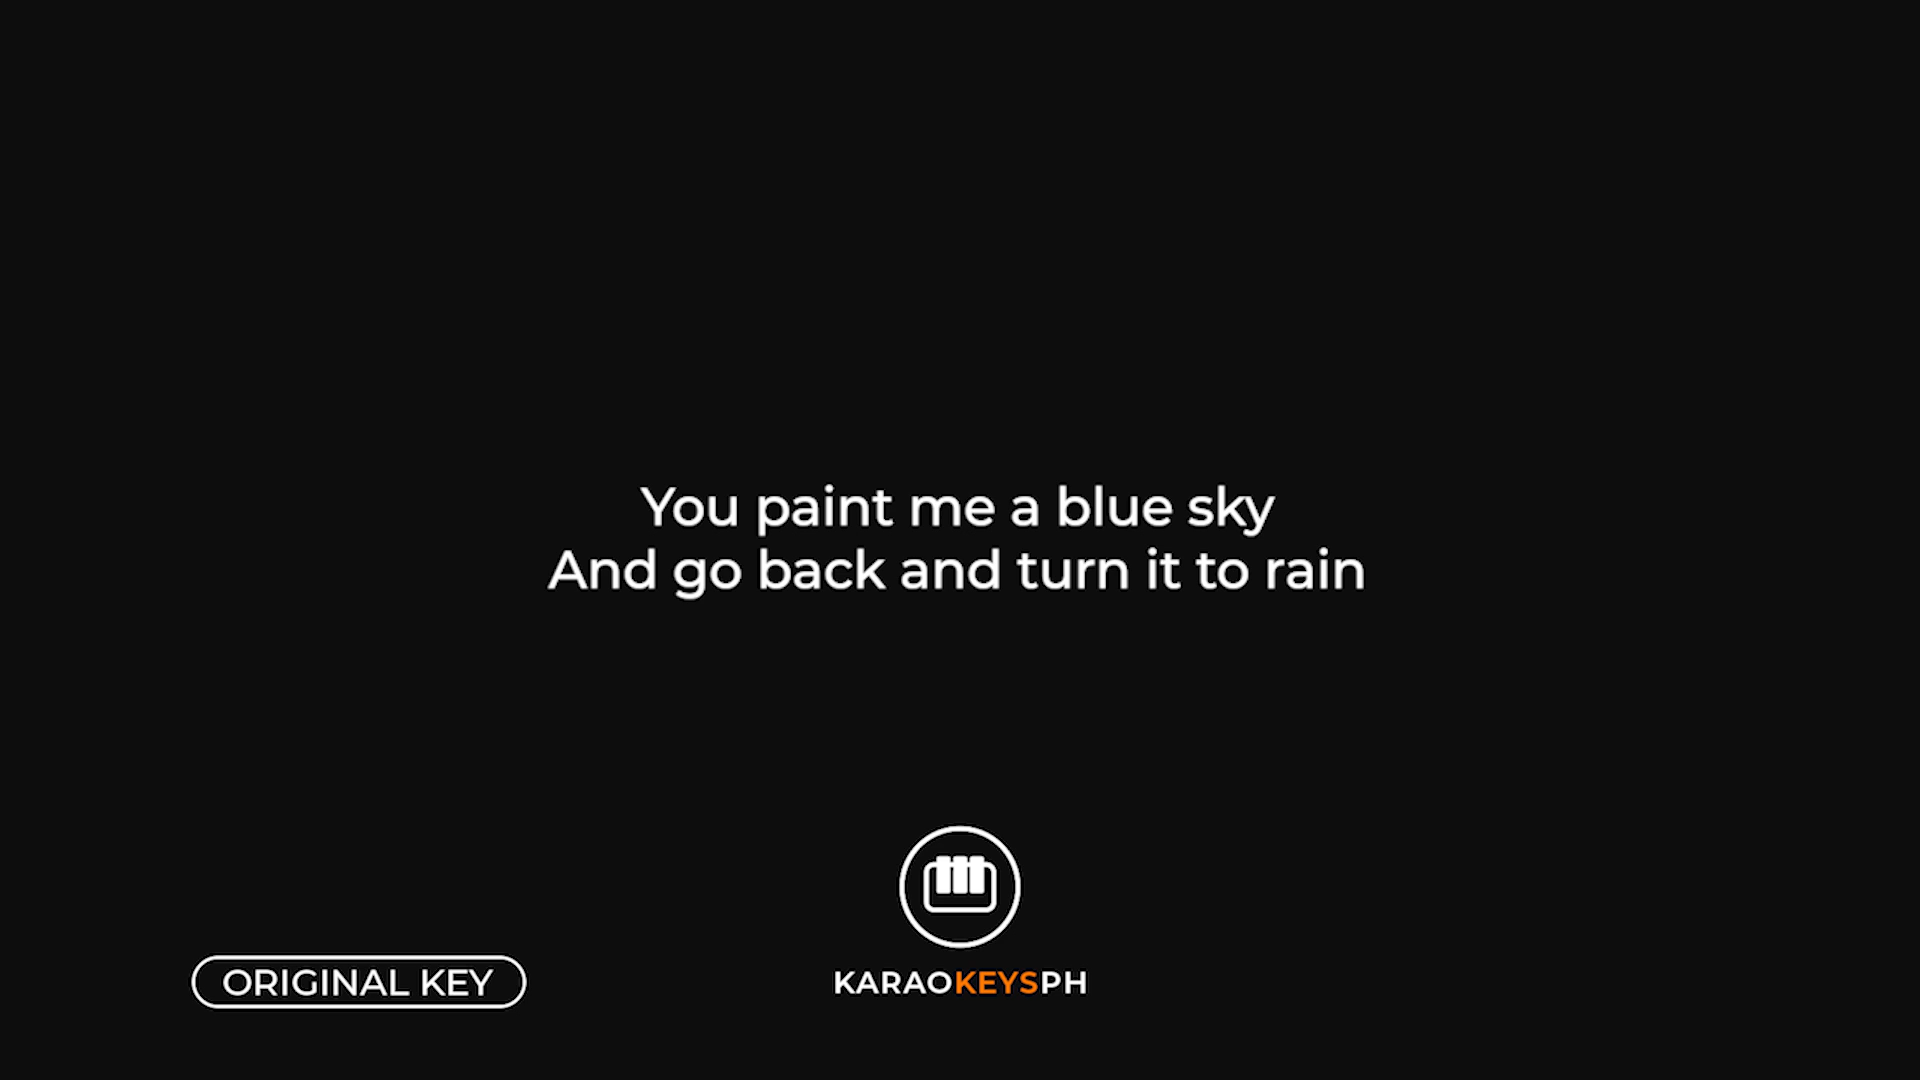 You paint me a blue sky
And go back and turn it to rain
ORIGINAL KEY
KARAOKEYSPH